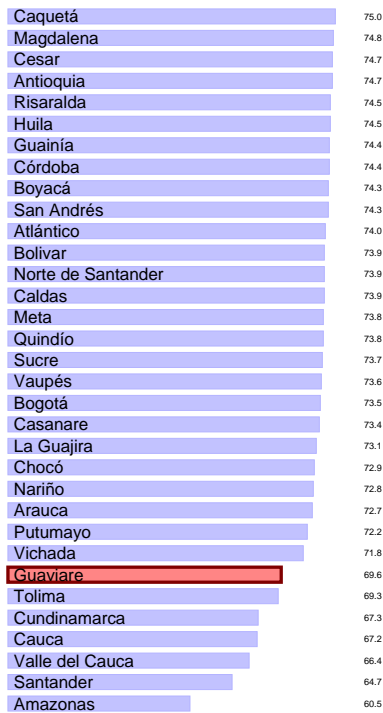 Caquetá 75.0
Magdalena 74.8
Cesar 74.7
Antioquia 74.7
Risaralda 74.5
Huila 74.5
Guainía 74.4
Córdoba 74.4
Boyacá 74.3
San Andrés 74.3
Atlántico 74.0
Bolivar 73.9
Norte de Santander 73.9
Caldas 73.9
Meta 73.8
Quindío 73.8
Sucre 73.7
Vaupés 73.6
Bogotá 73.5
Casanare 73.4
La Guajira 73.1
Chocó 72.9
Nariño 72.8
Arauca 72.7
Putumayo 72.2
Vichada 71.8
Guaviare 69.6
Tolima 69.3
Cundinamarca 67.3
Cauca 67.2
Valle del Cauca 66.4
Santander 64.7
Amazonas 60.5